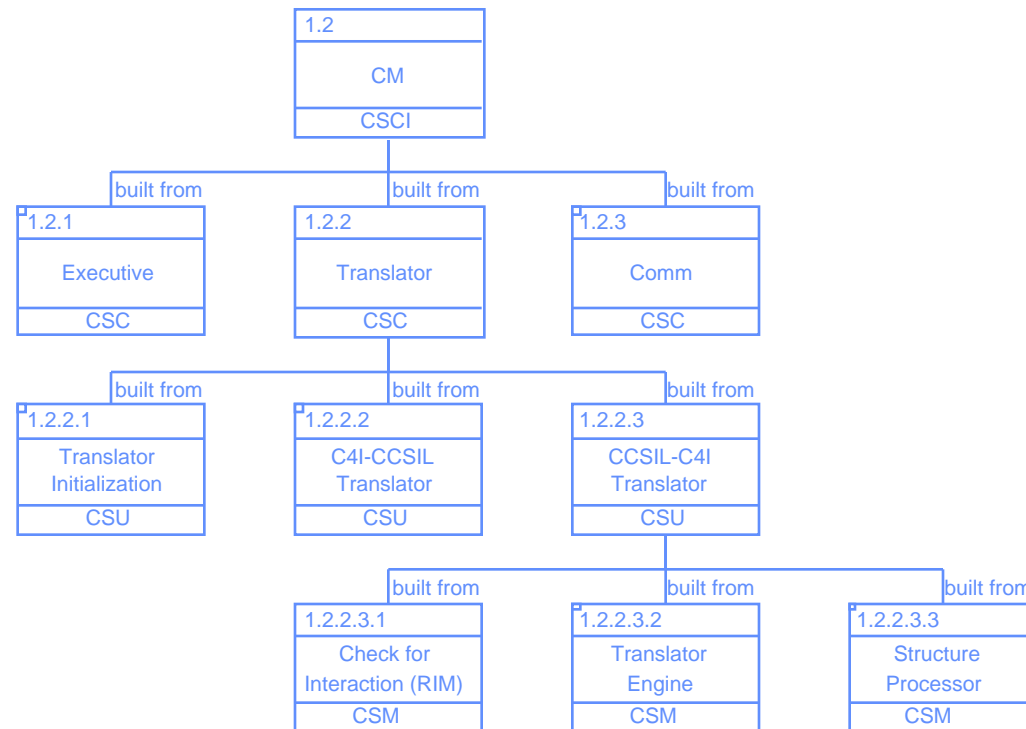 1.2
CM
CSCI
built from
built from
built from
1.2.1
Executive
CSC
1.2.2
Translator
CSC
1.2.3
Comm
CSC
built from
built from
built from
1.2.2.1
Translator
Initialization
CSU
1.2.2.2
C4I-CCSIL
Translator
CSU
1.2.2.3
CCSIL-C4I
Translator
CSU
built from
built from
built from
1.2.2.3.1
Check for
Interaction (RIM)
CSM
1.2.2.3.2
Translator
Engine
CSM
1.2.2.3.3
Structure
Processor
CSM